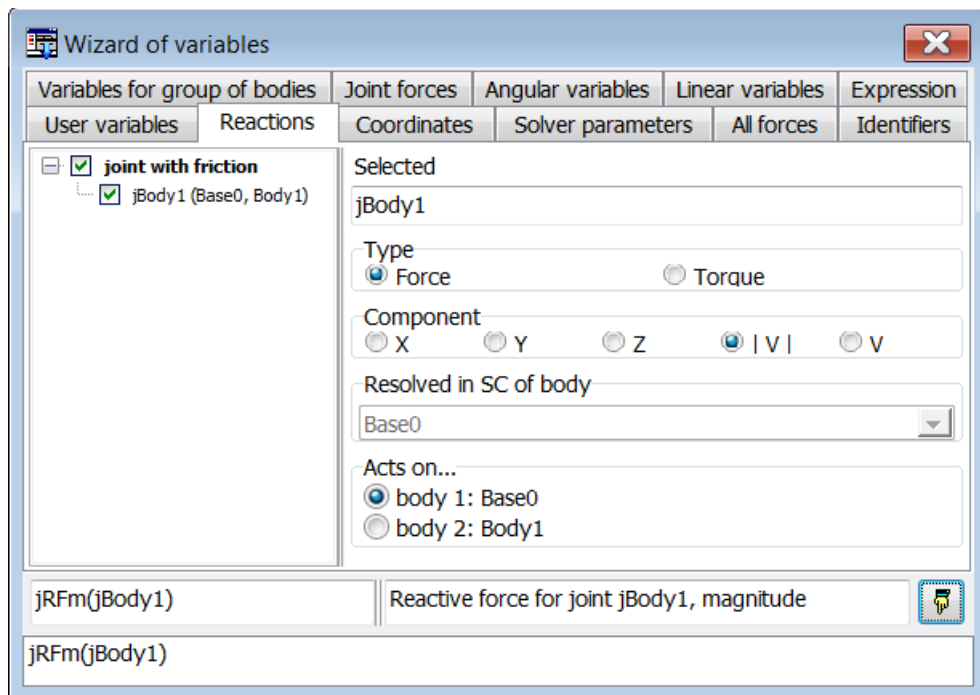 Wizard of variables
Variables for group of bodies Joint forces Angular variables Linear variables Expression
User variables Reactions Coordinates Solver parameters All forces Identifiers
joint with friction
jBody1 (Base0, Body1)
Selected
jBody1
Type
Force Torque
Component
X Y Z | V | V
Resolved in SC of body
Base0
Acts on...
body 1: Base0
body 2: Body1
jRFm(jBody1) Reactive force for joint jBody1, magnitude
jRFm(jBody1)